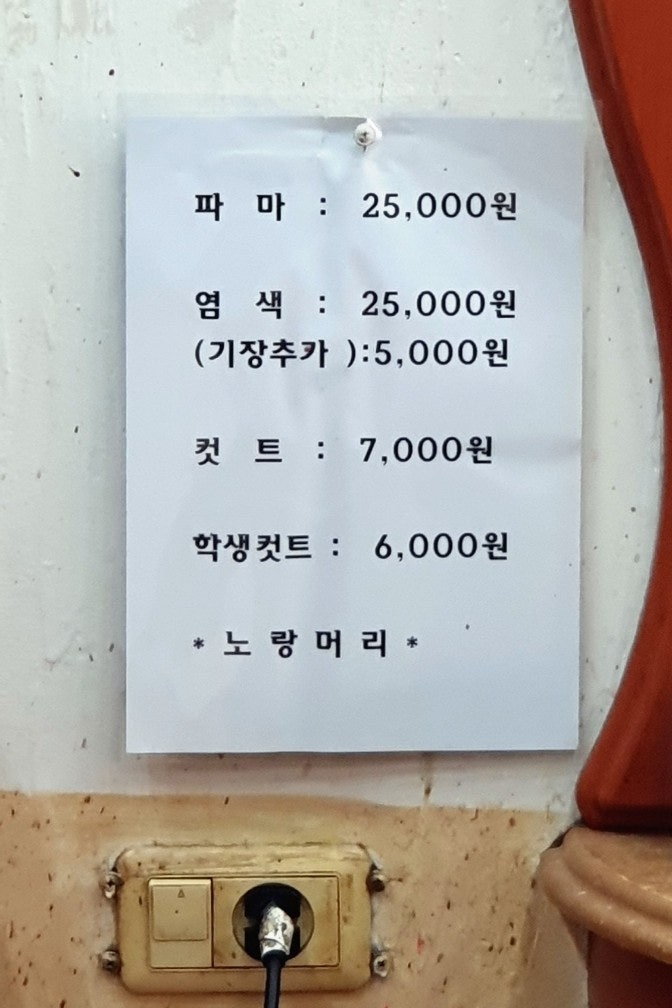 파 마 : 25,000원
염 색 : 25,000원
(기장추가 ):5,000원
컷 트 : 7,000원
학생컷트 : 6,000원
* 노 랑 머 리 *